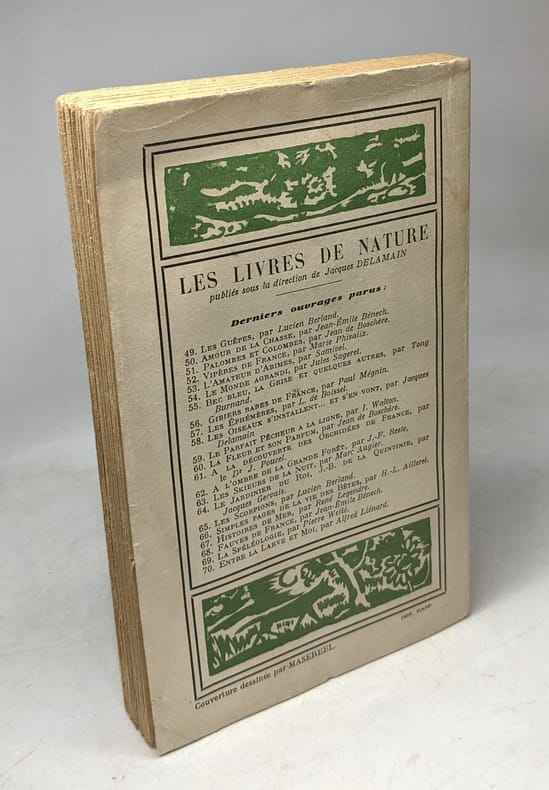 LES LIVRES DE NATURE
publiés sous la direction de Jacques DELAMAIN
Derniers ouvrages parus :
49. LES GUÊPES, par Lucien Berland.
50. AMOUR DE LA CHASSE, par Jean-Émile Bénech.
51. PALOMBES ET COLOMBES, par Jean de Boschère.
52. VIPÈRES DE FRANCE, par Marie Phisalix.
53. L'AMATEUR D'ABIMES, par Samivel.
54. LE MONDE AGRANDI, par Jules Sageret.
55. BEC BLEU, LA GRISE ET QUELQUES AUTRES, par Tony
Burnand.
56. GIBIERS RARES DE FRANCE, par Paul Mégnin.
57. LES ÉPHÉMÈRES, par L. de Boissel.
58. LES OISEAUX S'INSTALLENT... ET S'EN VONT, par Jacques
Delamain.
59. LE PARFAIT PÊCHEUR A LA LIGNE, par I. Walton.
60. LA FLEUR ET SON PARFUM, par Jean de Boschère.
61. A LA DÉCOUVERTE DES ORCHIDÉES DE FRANCE, par
le Dr J. Poucel.
62. A L'OMBRE DE LA GRANDE FORÊT, par J.-F. Reste.
63. LES SKIEURS DE LA NUIT, par Marc Augier.
64. LE JARDINIER DU ROI, J.-B. DE LA QUINTINIE, par
Jacques Gervais.
65. LES SCORPIONS, par Lucien Berland.
66. SIMPLES PAGES DE LA VIE DES BÊTES, par H.-L. Ailleret.
67. HISTOIRES DE MER, par René Legendre.
68. FAUVES DE FRANCE, par Jean-Émile Bénech.
69. LA SPÉLÉOLOGIE, par Pierre Weité.
70. ENTRE LA LARVE ET MOI, par Alfred Liénard.
Couverture dessinée par MASEREEL.
IMP. RAPP